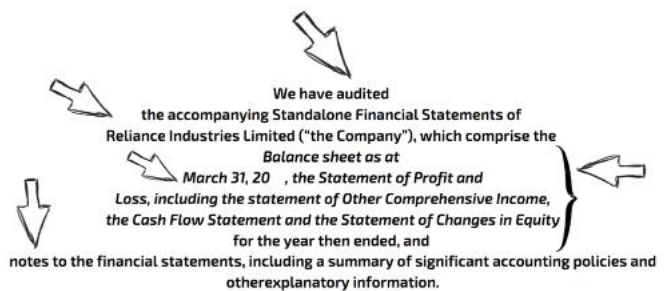 We have audited
the accompanying Standalone Financial Statements of
Reliance Industries Limited ("the Company"), which comprise the
Balance sheet as at
March 31, 20   , the Statement of Profit and
Loss, including the statement of Other Comprehensive Income,
the Cash Flow Statement and the Statement of Changes in Equity
for the year then ended, and
notes to the financial statements, including a summary of significant accounting policies and
otherexplanatory information.